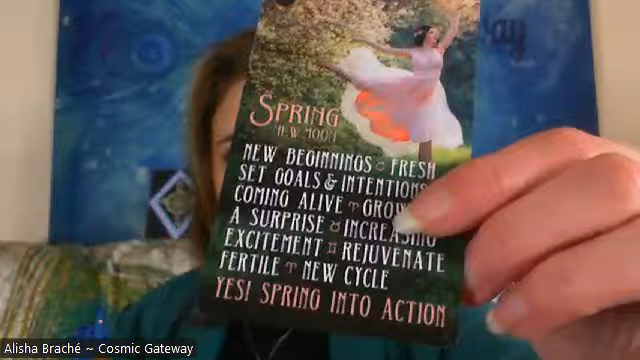 way
SPRING
NEW MOON
NEW BEGINNINGS ○ FRESH
SET GOALS & INTENTIONS
COMING ALIVE ♈ GROW
A SURPRISE ♉ INCREASING
EXCITEMENT ♊ REJUVENATE
FERTILE ♈ NEW CYCLE
YES! SPRING INTO ACTION
Alisha Braché ~ Cosmic Gateway